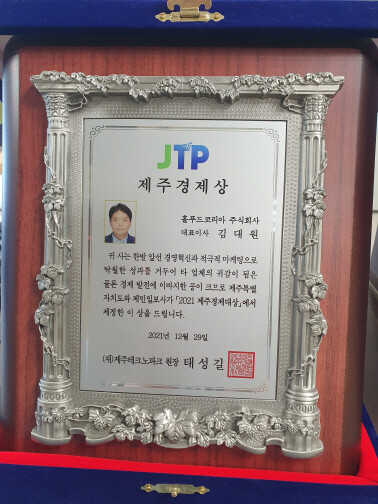 JTP
제주경제상
홀푸드코리아 주식회사
대표이사 김대원
귀 사는 한발 앞선 경영혁신과 적극적 마케팅으로
탁월한 성과를 거두어 타 업체의 귀감이 됨은
물론 경제 발전에 이바지한 공이 크므로 제주특별
자치도와 제민일보사가 「2021 제주경제대상」에서
제정한 이 상을 드립니다.
2021년 12월 29일
(재)제주테크노파크 원장 태성길